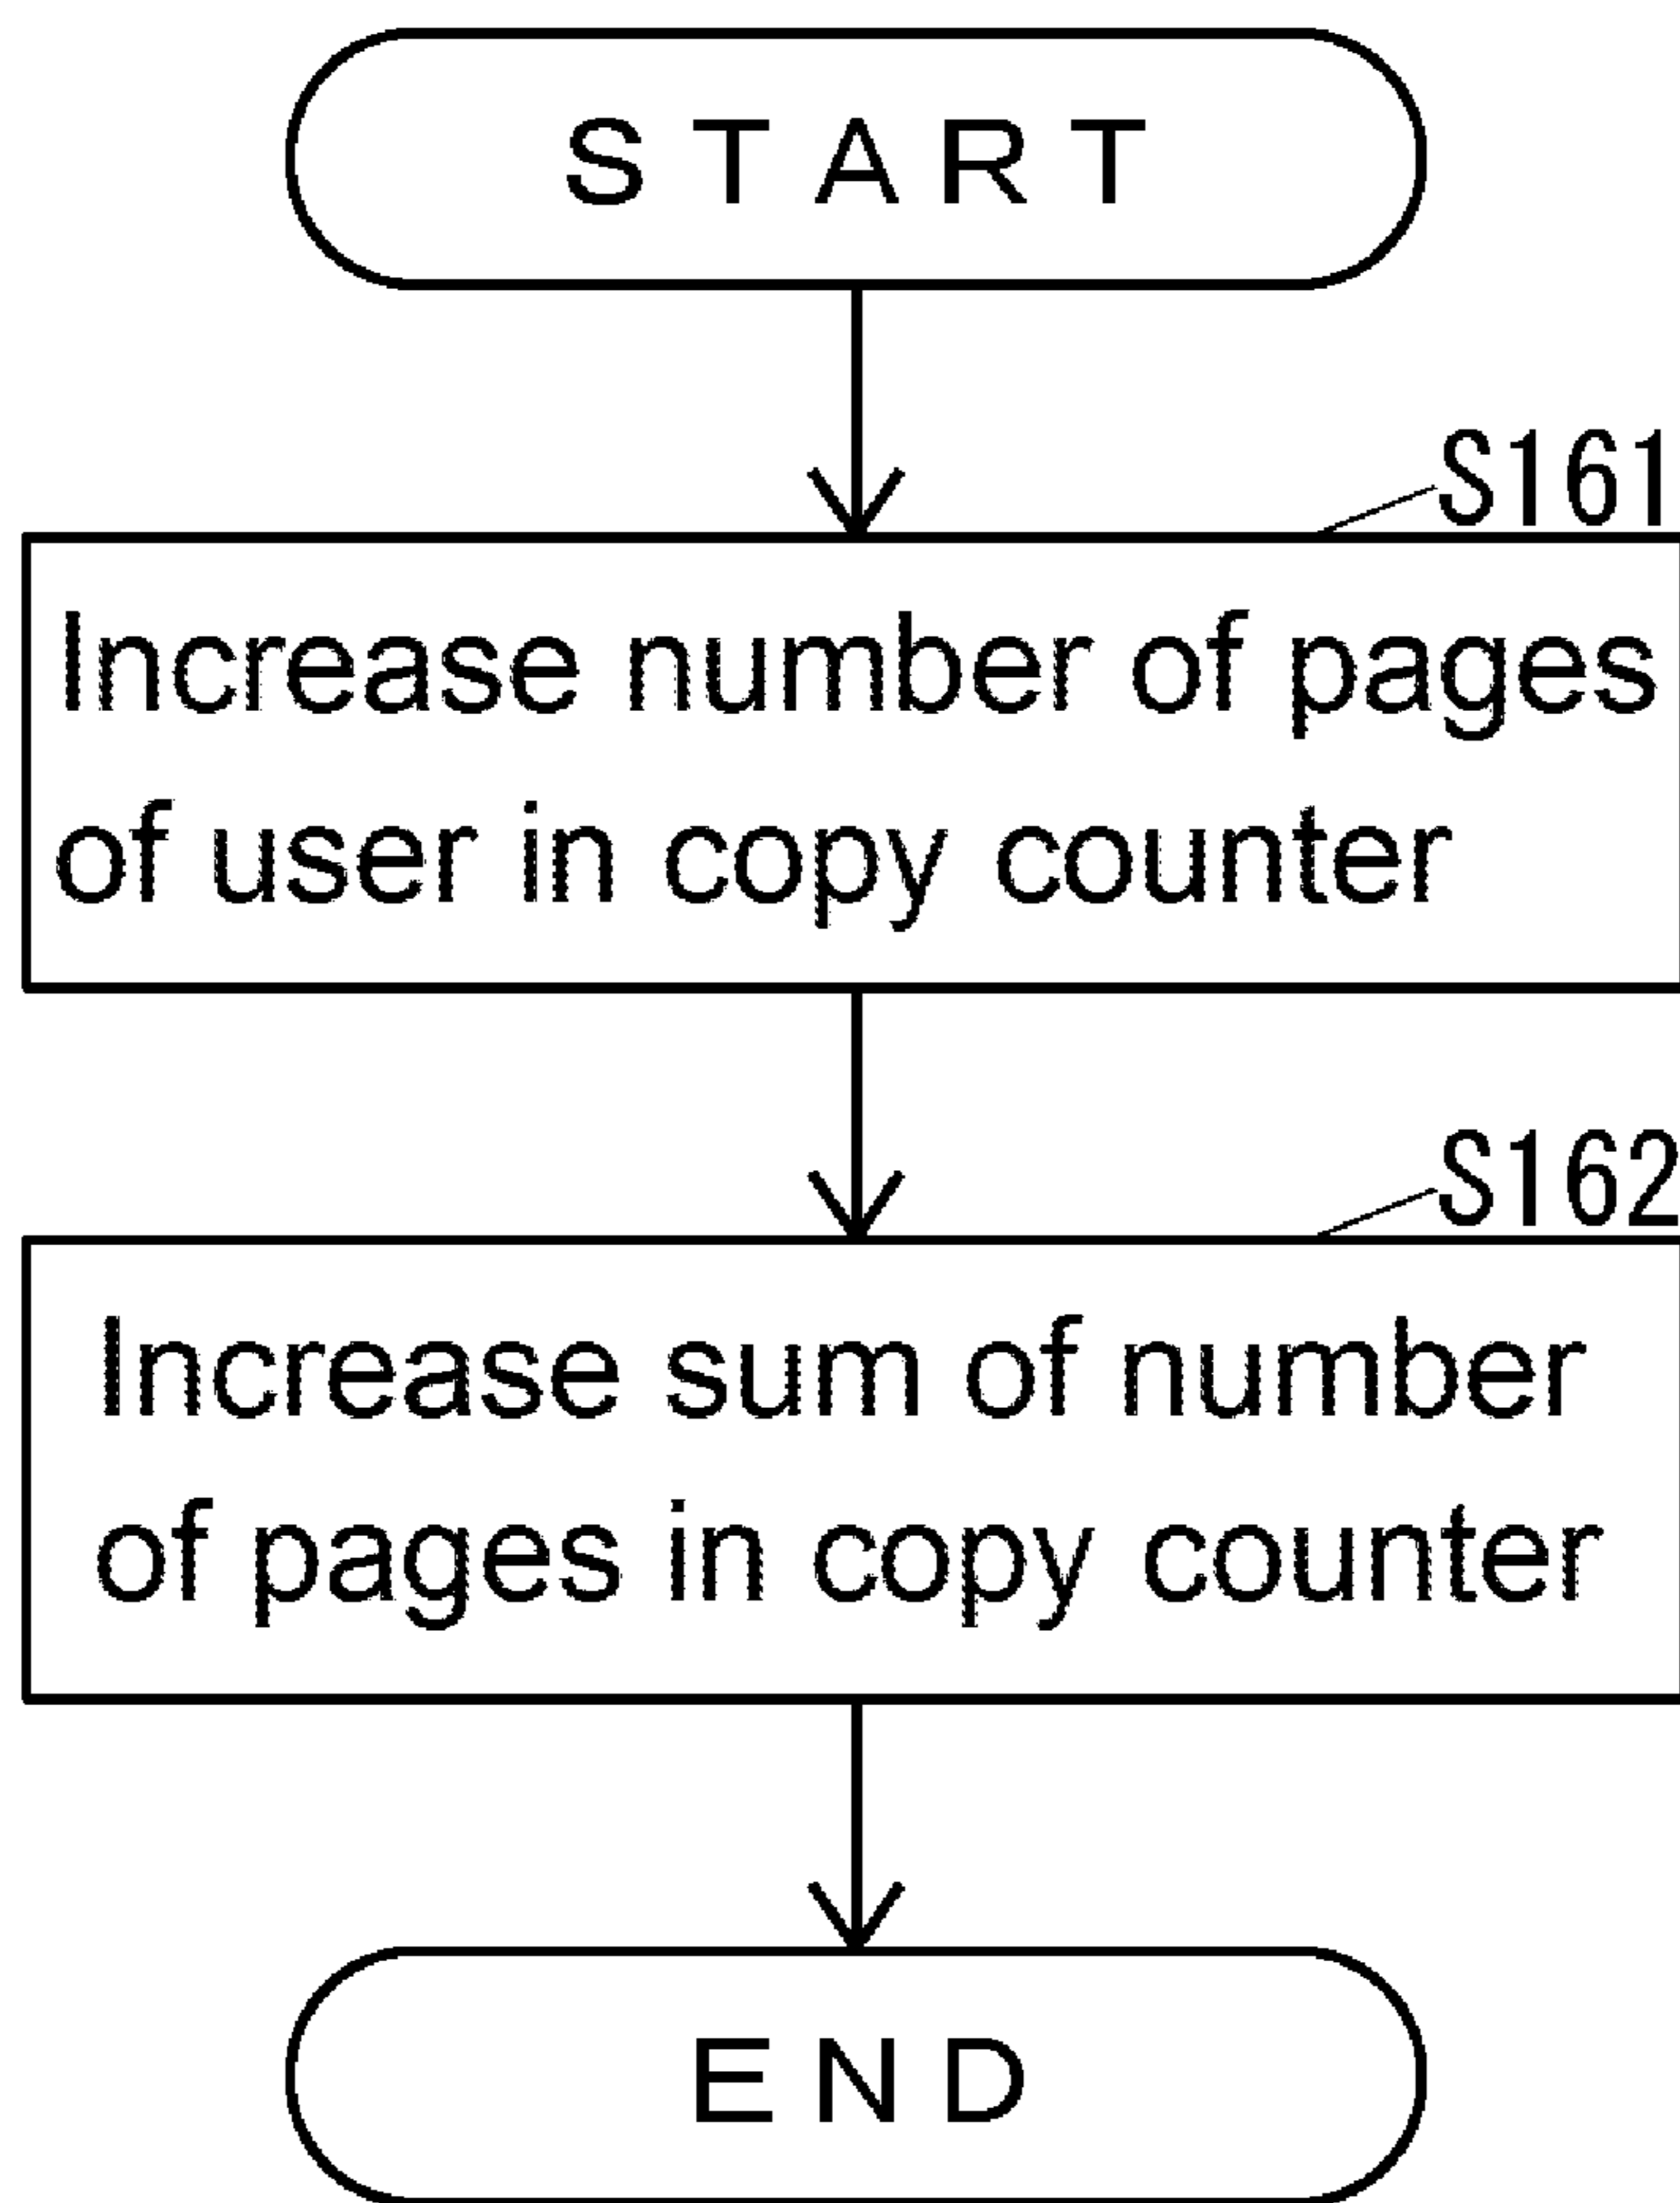 START
S161
Increase number of pages
of user in copy counter
S162
Increase sum of number
of pages in copy counter
END